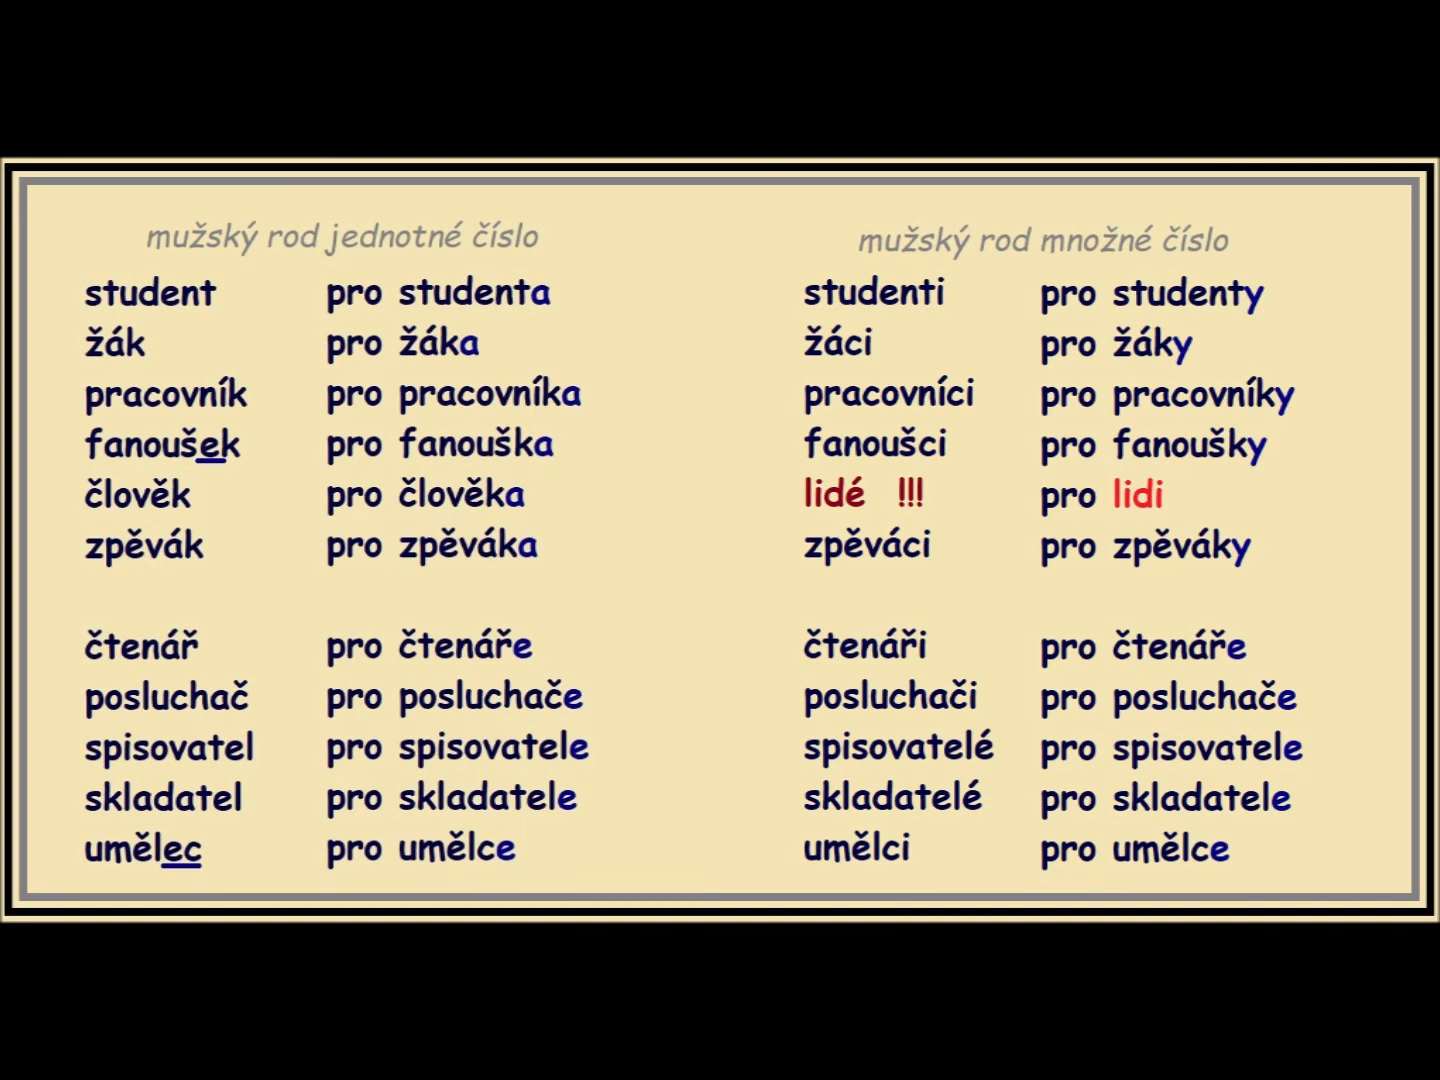 mužský rod jednotné číslo mužský rod množné číslo
student pro studenta studenti pro studenty
žák pro žáka žáci pro žáky
pracovník pro pracovníka pracovníci pro pracovníky
fanoušek pro fanouška fanoušci pro fanoušky
člověk pro člověka lidé !!! pro lidi
zpěvák pro zpěváka zpěváci pro zpěváky
čtenář pro čtenáře čtenáři pro čtenáře
posluchač pro posluchače posluchači pro posluchače
spisovatel pro spisovatele spisovatelé pro spisovatele
skladatel pro skladatele skladatelé pro skladatele
umělec pro umělce umělci pro umělce